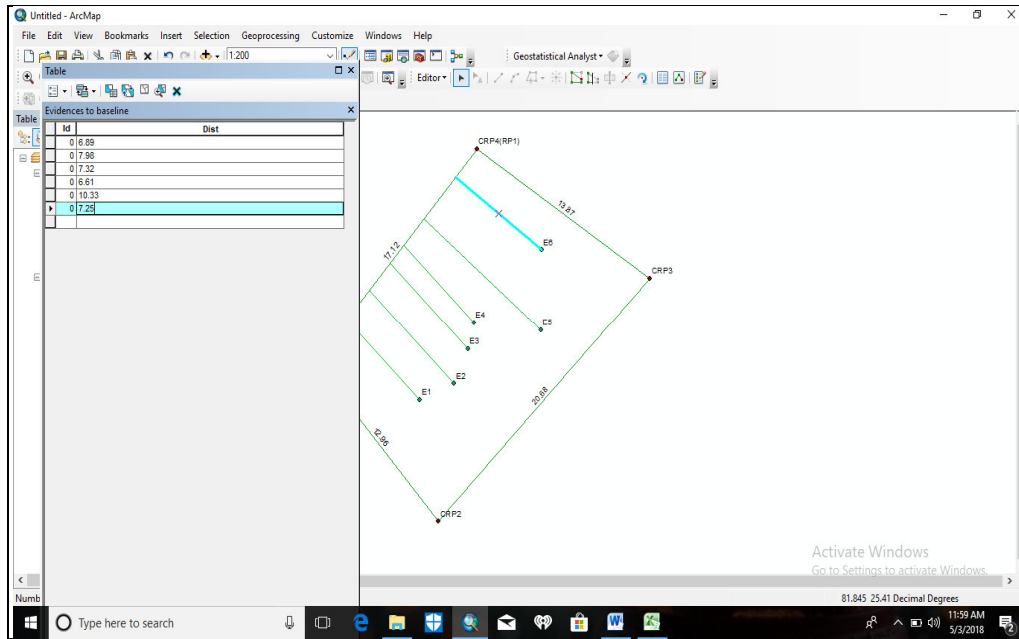 Untitled - ArcMap
File Edit View Bookmarks Insert Selection Geoprocessing Customize Windows Help
1:200
Geostatistical Analyst
Table
Editor
Evidences to baseline
Table
Id Dist
0 6.89
0 7.98
0 7.32
0 6.61
0 10.33
0 7.25
CRP4(RP1)
13.87
17.12
E6
CRP3
E4
E5
E3
E2
E1
20.68
12.96
CRP2
Activate Windows
Go to Settings to activate Windows.
Numb
81.845 25.41 Decimal Degrees
Type here to search
11:59 AM
5/3/2018